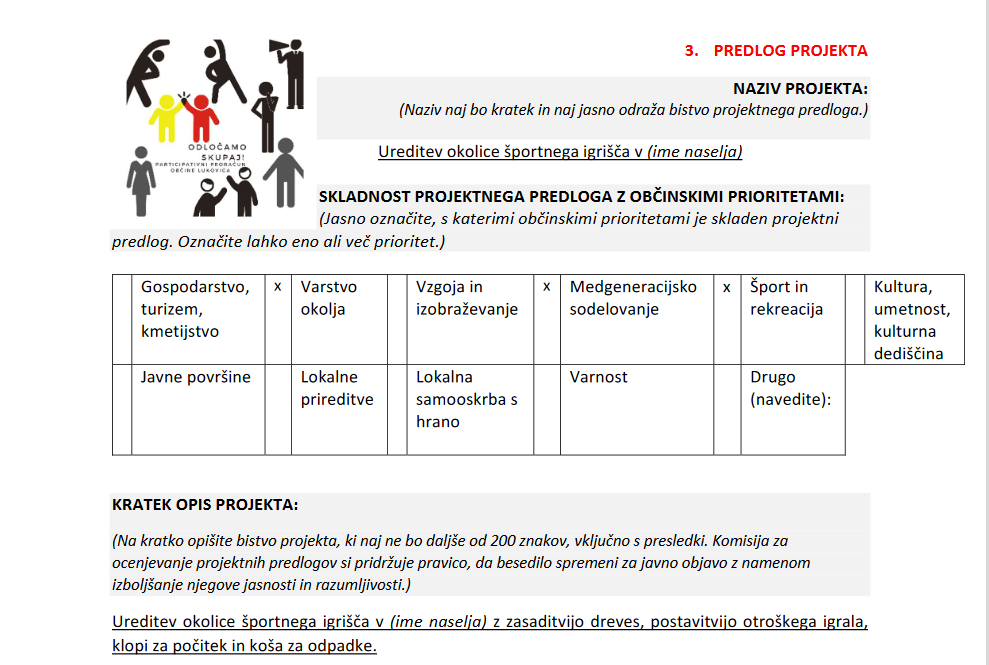 3. PREDLOG PROJEKTA
NAZIV PROJEKTA:
(Naziv naj bo kratek in naj jasno odraža bistvo projektnega predloga.)
ODLOČAMO
SKUPAJ!
PARTICIPATIVNI PRORAČUN
OBČINE LUKOVICA
Ureditev okolice športnega igrišča v (ime naselja)
SKLADNOST PROJEKTNEGA PREDLOGA Z OBČINSKIMI PRIORITETAMI:
(Jasno označite, s katerimi občinskimi prioritetami je skladen projektni
predlog. Označite lahko eno ali več prioritet.)
Gospodarstvo, x Varstvo Vzgoja in x Medgeneracijsko x Šport in Kultura,
turizem, okolja izobraževanje sodelovanje rekreacija umetnost,
kmetijstvo kulturna
dediščina
Javne površine Lokalne Lokalna Varnost Drugo
prireditve samooskrba s (navedite):
hrano
KRATEK OPIS PROJEKTA:
(Na kratko opišite bistvo projekta, ki naj ne bo daljše od 200 znakov, vključno s presledki. Komisija za
ocenjevanje projektnih predlogov si pridržuje pravico, da besedilo spremeni za javno objavo z namenom
izboljšanje njegove jasnosti in razumljivosti.)
Ureditev okolice športnega igrišča v (ime naselja) z zasaditvijo dreves, postavitvijo otroškega igrala,
klopi za počitek in koša za odpadke.